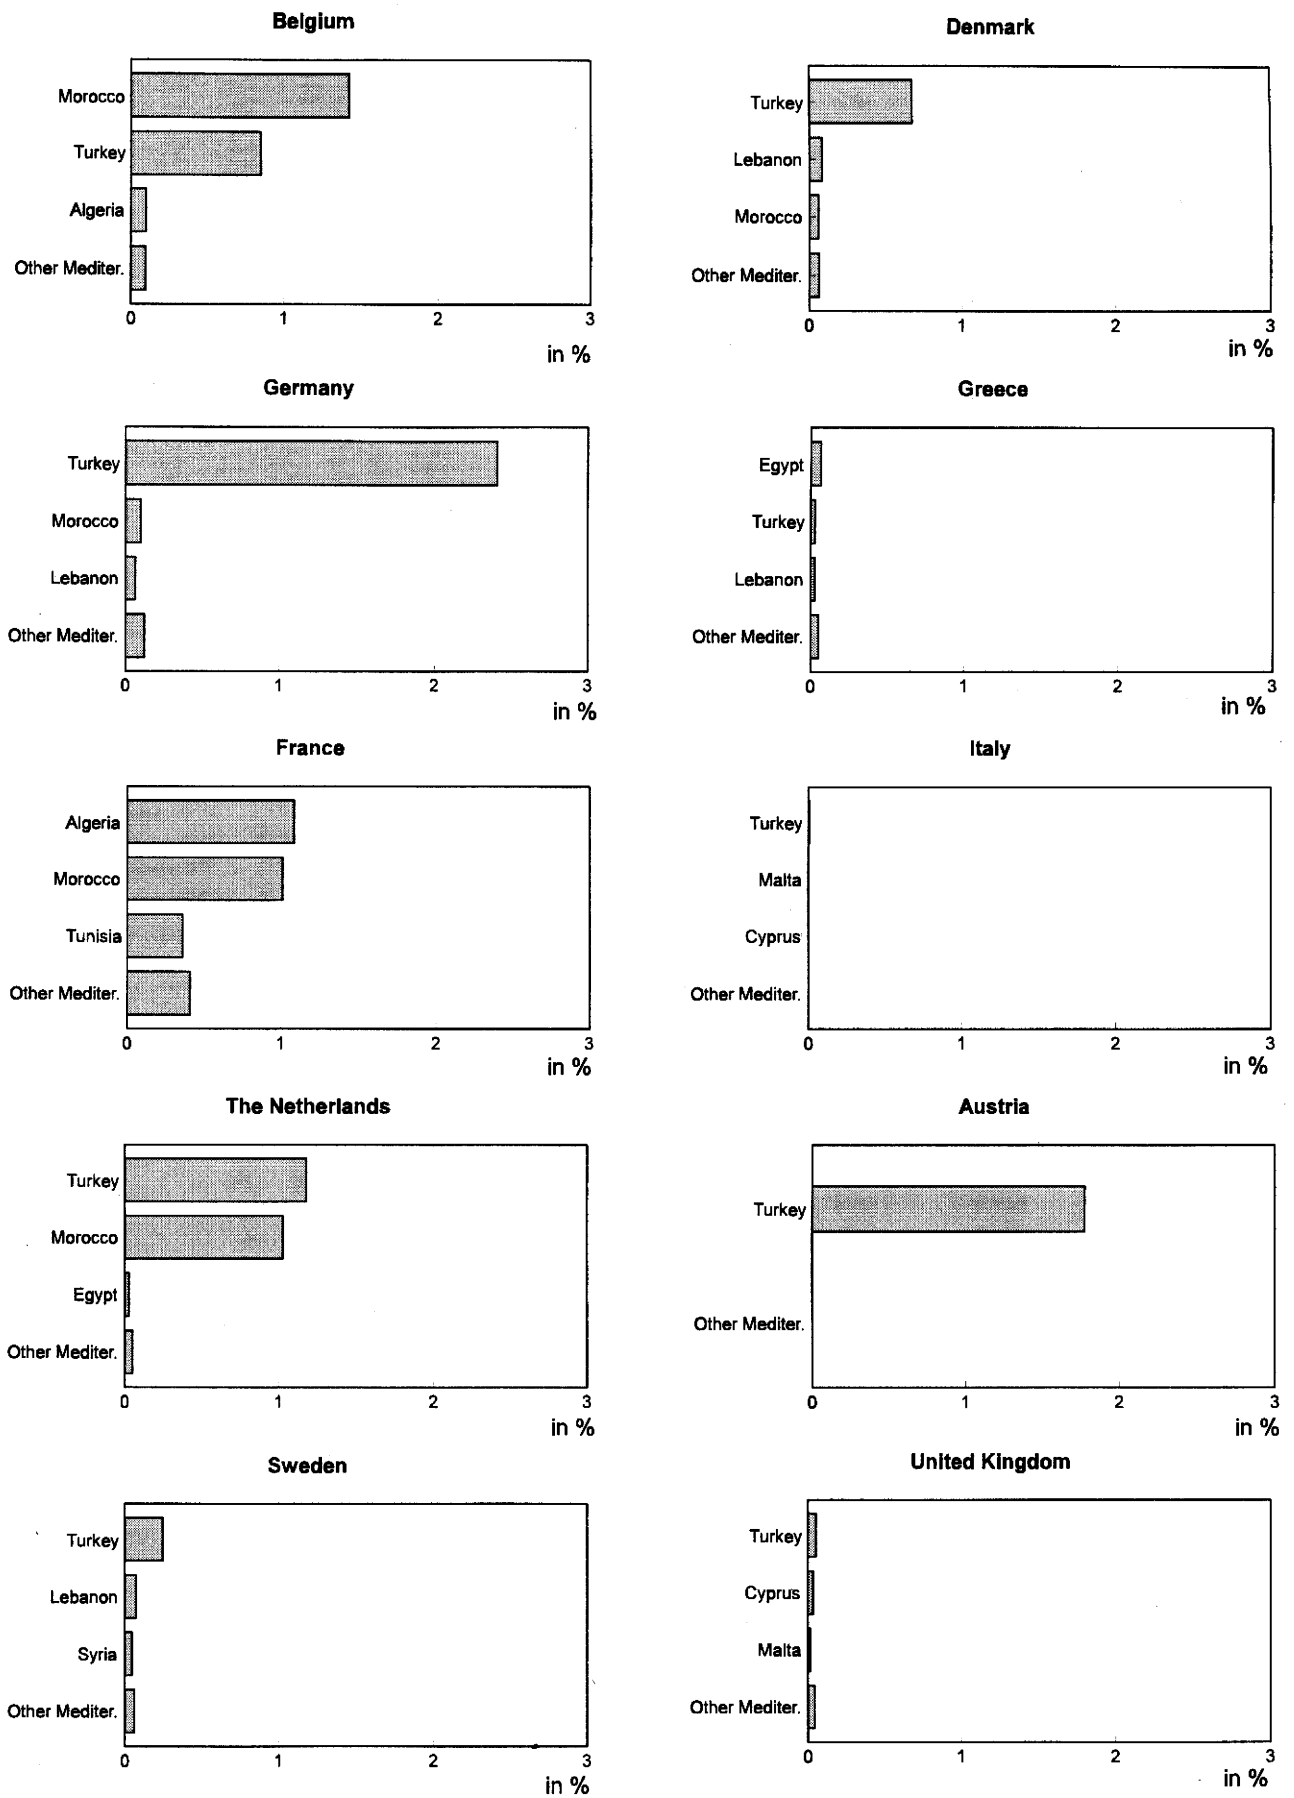 Belgium
Morocco
Turkey
Algeria
Other Mediter.
0 1 2 3
in %
Denmark
Turkey
Lebanon
Morocco
Other Mediter.
0 1 2 3
in %
Germany
Turkey
Morocco
Lebanon
Other Mediter.
0 1 2 3
in %
Greece
Egypt
Turkey
Lebanon
Other Mediter.
0 1 2 3
in %
France
Algeria
Morocco
Tunisia
Other Mediter.
0 1 2 3
in %
Italy
Turkey
Malta
Cyprus
Other Mediter.
0 1 2 3
in %
The Netherlands
Turkey
Morocco
Egypt
Other Mediter.
0 1 2 3
in %
Austria
Turkey
Other Mediter.
0 1 2 3
in %
Sweden
Turkey
Lebanon
Syria
Other Mediter.
0 1 2 3
in %
United Kingdom
Turkey
Cyprus
Malta
Other Mediter.
0 1 2 3
in %